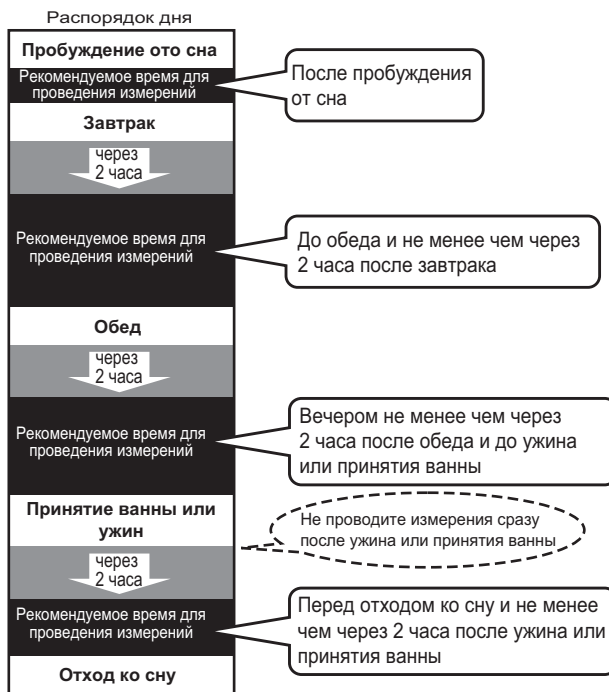 Распорядок дня
Пробуждение ото сна
Рекомендуемое время для
проведения измерений
После пробуждения
от сна
Завтрак
через
2 часа
Рекомендуемое время для
проведения измерений
До обеда и не менее чем через
2 часа после завтрака
Обед
через
2 часа
Рекомендуемое время для
проведения измерений
Вечером не менее чем через
2 часа после обеда и до ужина
или принятия ванны
Принятие ванны или
ужин
Не проводите измерения сразу
после ужина или принятия ванны
через
2 часа
Рекомендуемое время для
проведения измерений
Перед отходом ко сну и не менее
чем через 2 часа после ужина или
принятия ванны
Отход ко сну